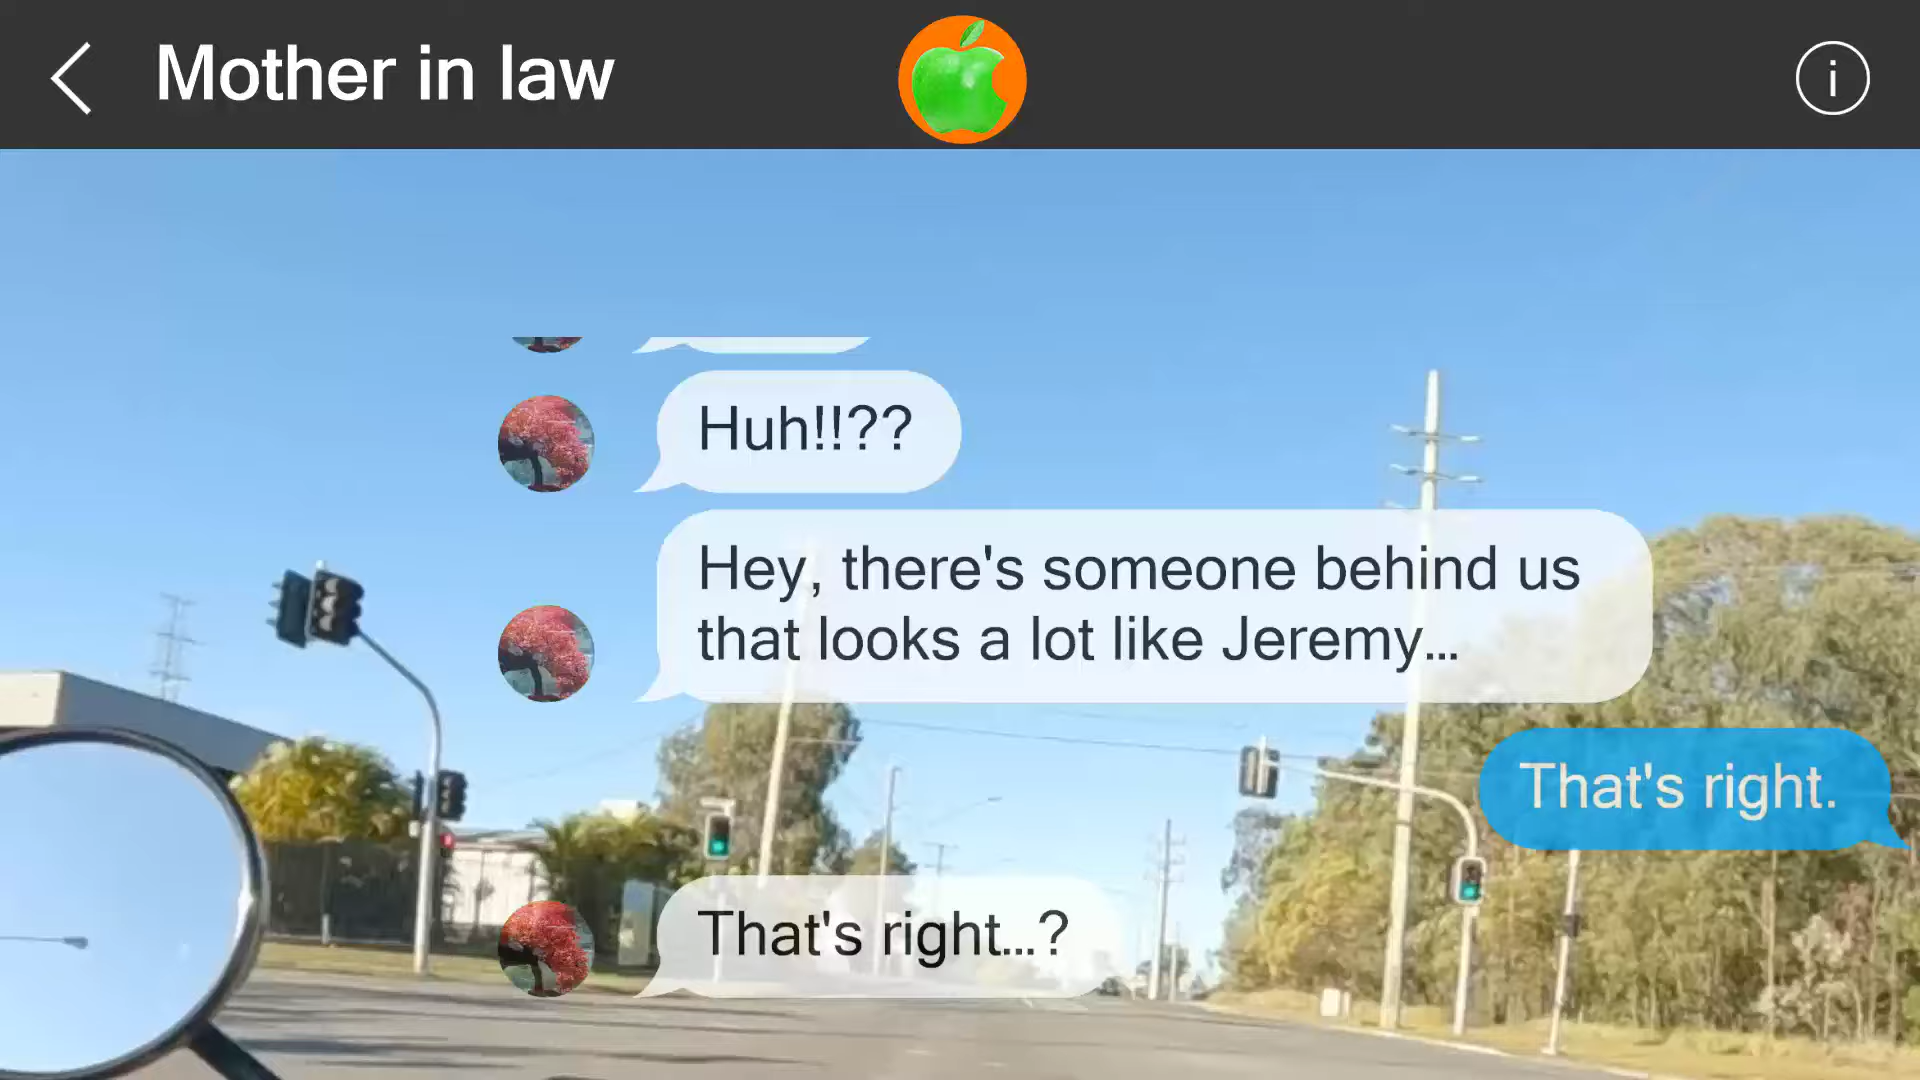 Mother in law
Huh!!??
Hey, there's someone behind us
that looks a lot like Jeremy...
That's right.
That's right...?